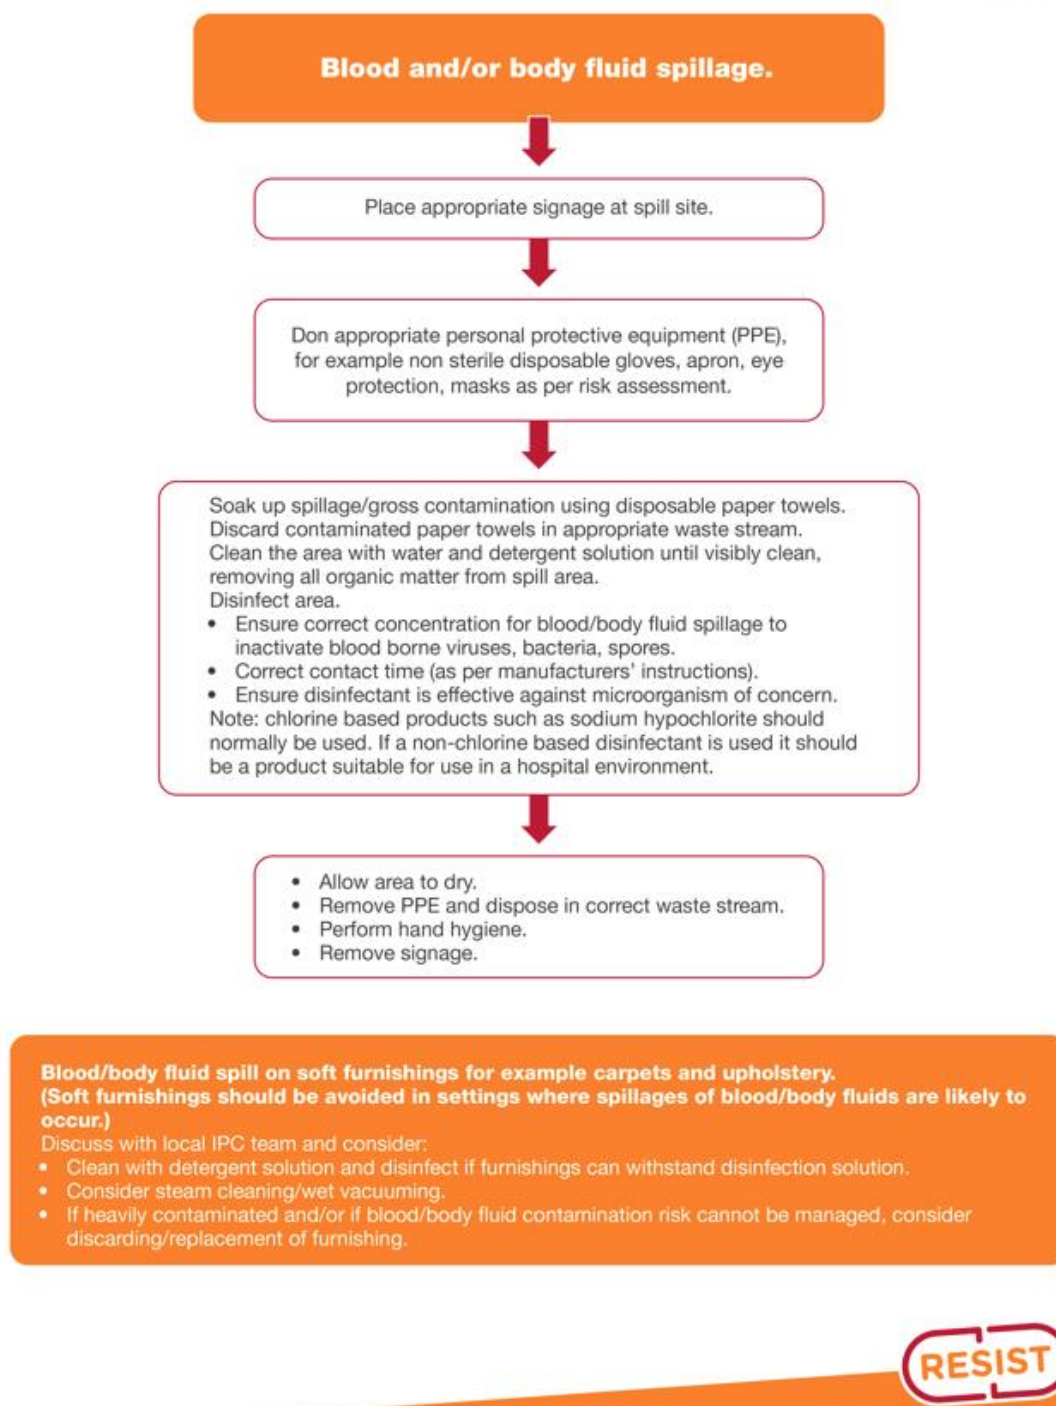 Blood and/or body fluid spillage.
Place appropriate signage at spill site.
Don appropriate personal protective equipment (PPE),
for example non sterile disposable gloves, apron, eye
protection, masks as per risk assessment.
Soak up spillage/gross contamination using disposable paper towels.
Discard contaminated paper towels in appropriate waste stream.
Clean the area with water and detergent solution until visibly clean,
removing all organic matter from spill area.
Disinfect area.
• Ensure correct concentration for blood/body fluid spillage to
inactivate blood borne viruses, bacteria, spores.
• Correct contact time (as per manufacturers' instructions).
• Ensure disinfectant is effective against microorganism of concern.
Note: chlorine based products such as sodium hypochlorite should
normally be used. If a non-chlorine based disinfectant is used it should
be a product suitable for use in a hospital environment.
• Allow area to dry.
• Remove PPE and dispose in correct waste stream.
• Perform hand hygiene.
• Remove signage.
Blood/body fluid spill on soft furnishings for example carpets and upholstery.
(Soft furnishings should be avoided in settings where spillages of blood/body fluids are likely to
occur.)
Discuss with local IPC team and consider:
• Clean with detergent solution and disinfect if furnishings can withstand disinfection solution.
• Consider steam cleaning/wet vacuuming.
• If heavily contaminated and/or if blood/body fluid contamination risk cannot be managed, consider
discarding/replacement of furnishing.
RESIST